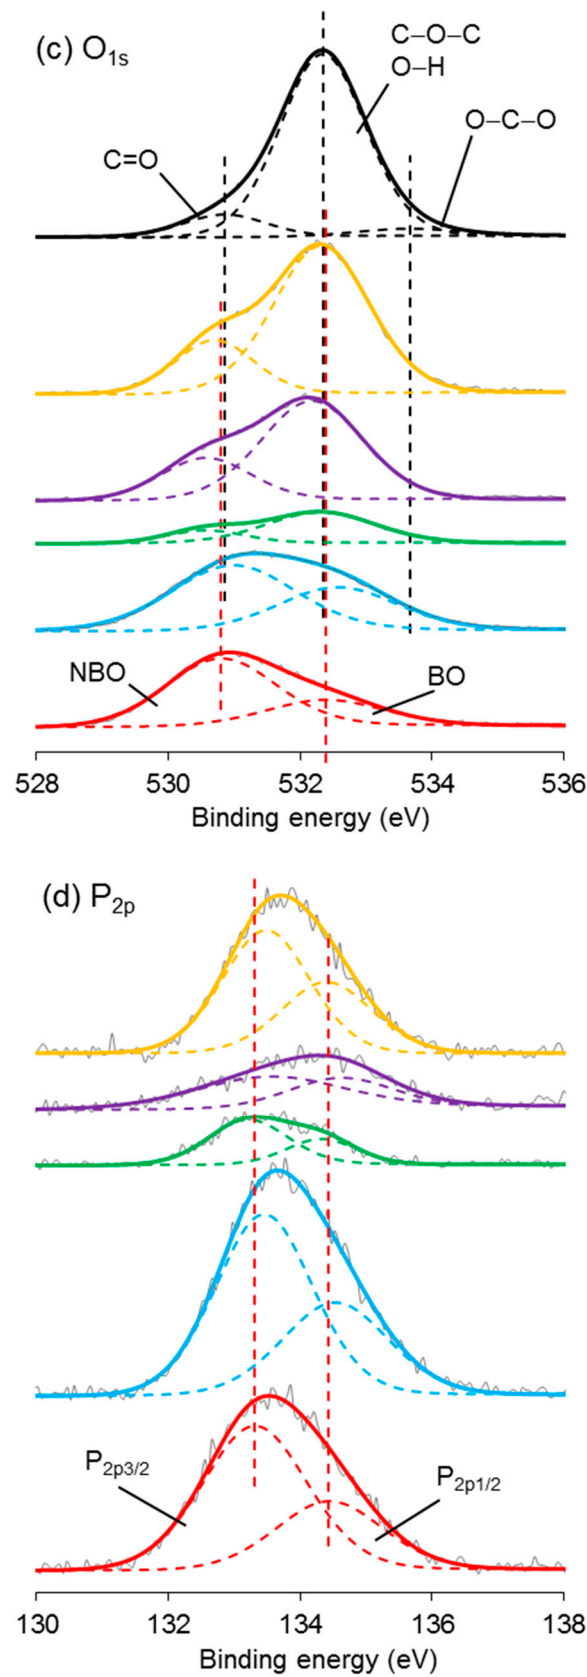 (c) O1s
C–O–C
O–H
O–C–O
C=O
NBO
BO
528 530 532 534 536
Binding energy (eV)
(d) P2p
P2p3/2
P2p1/2
130 132 134 136 138
Binding energy (eV)